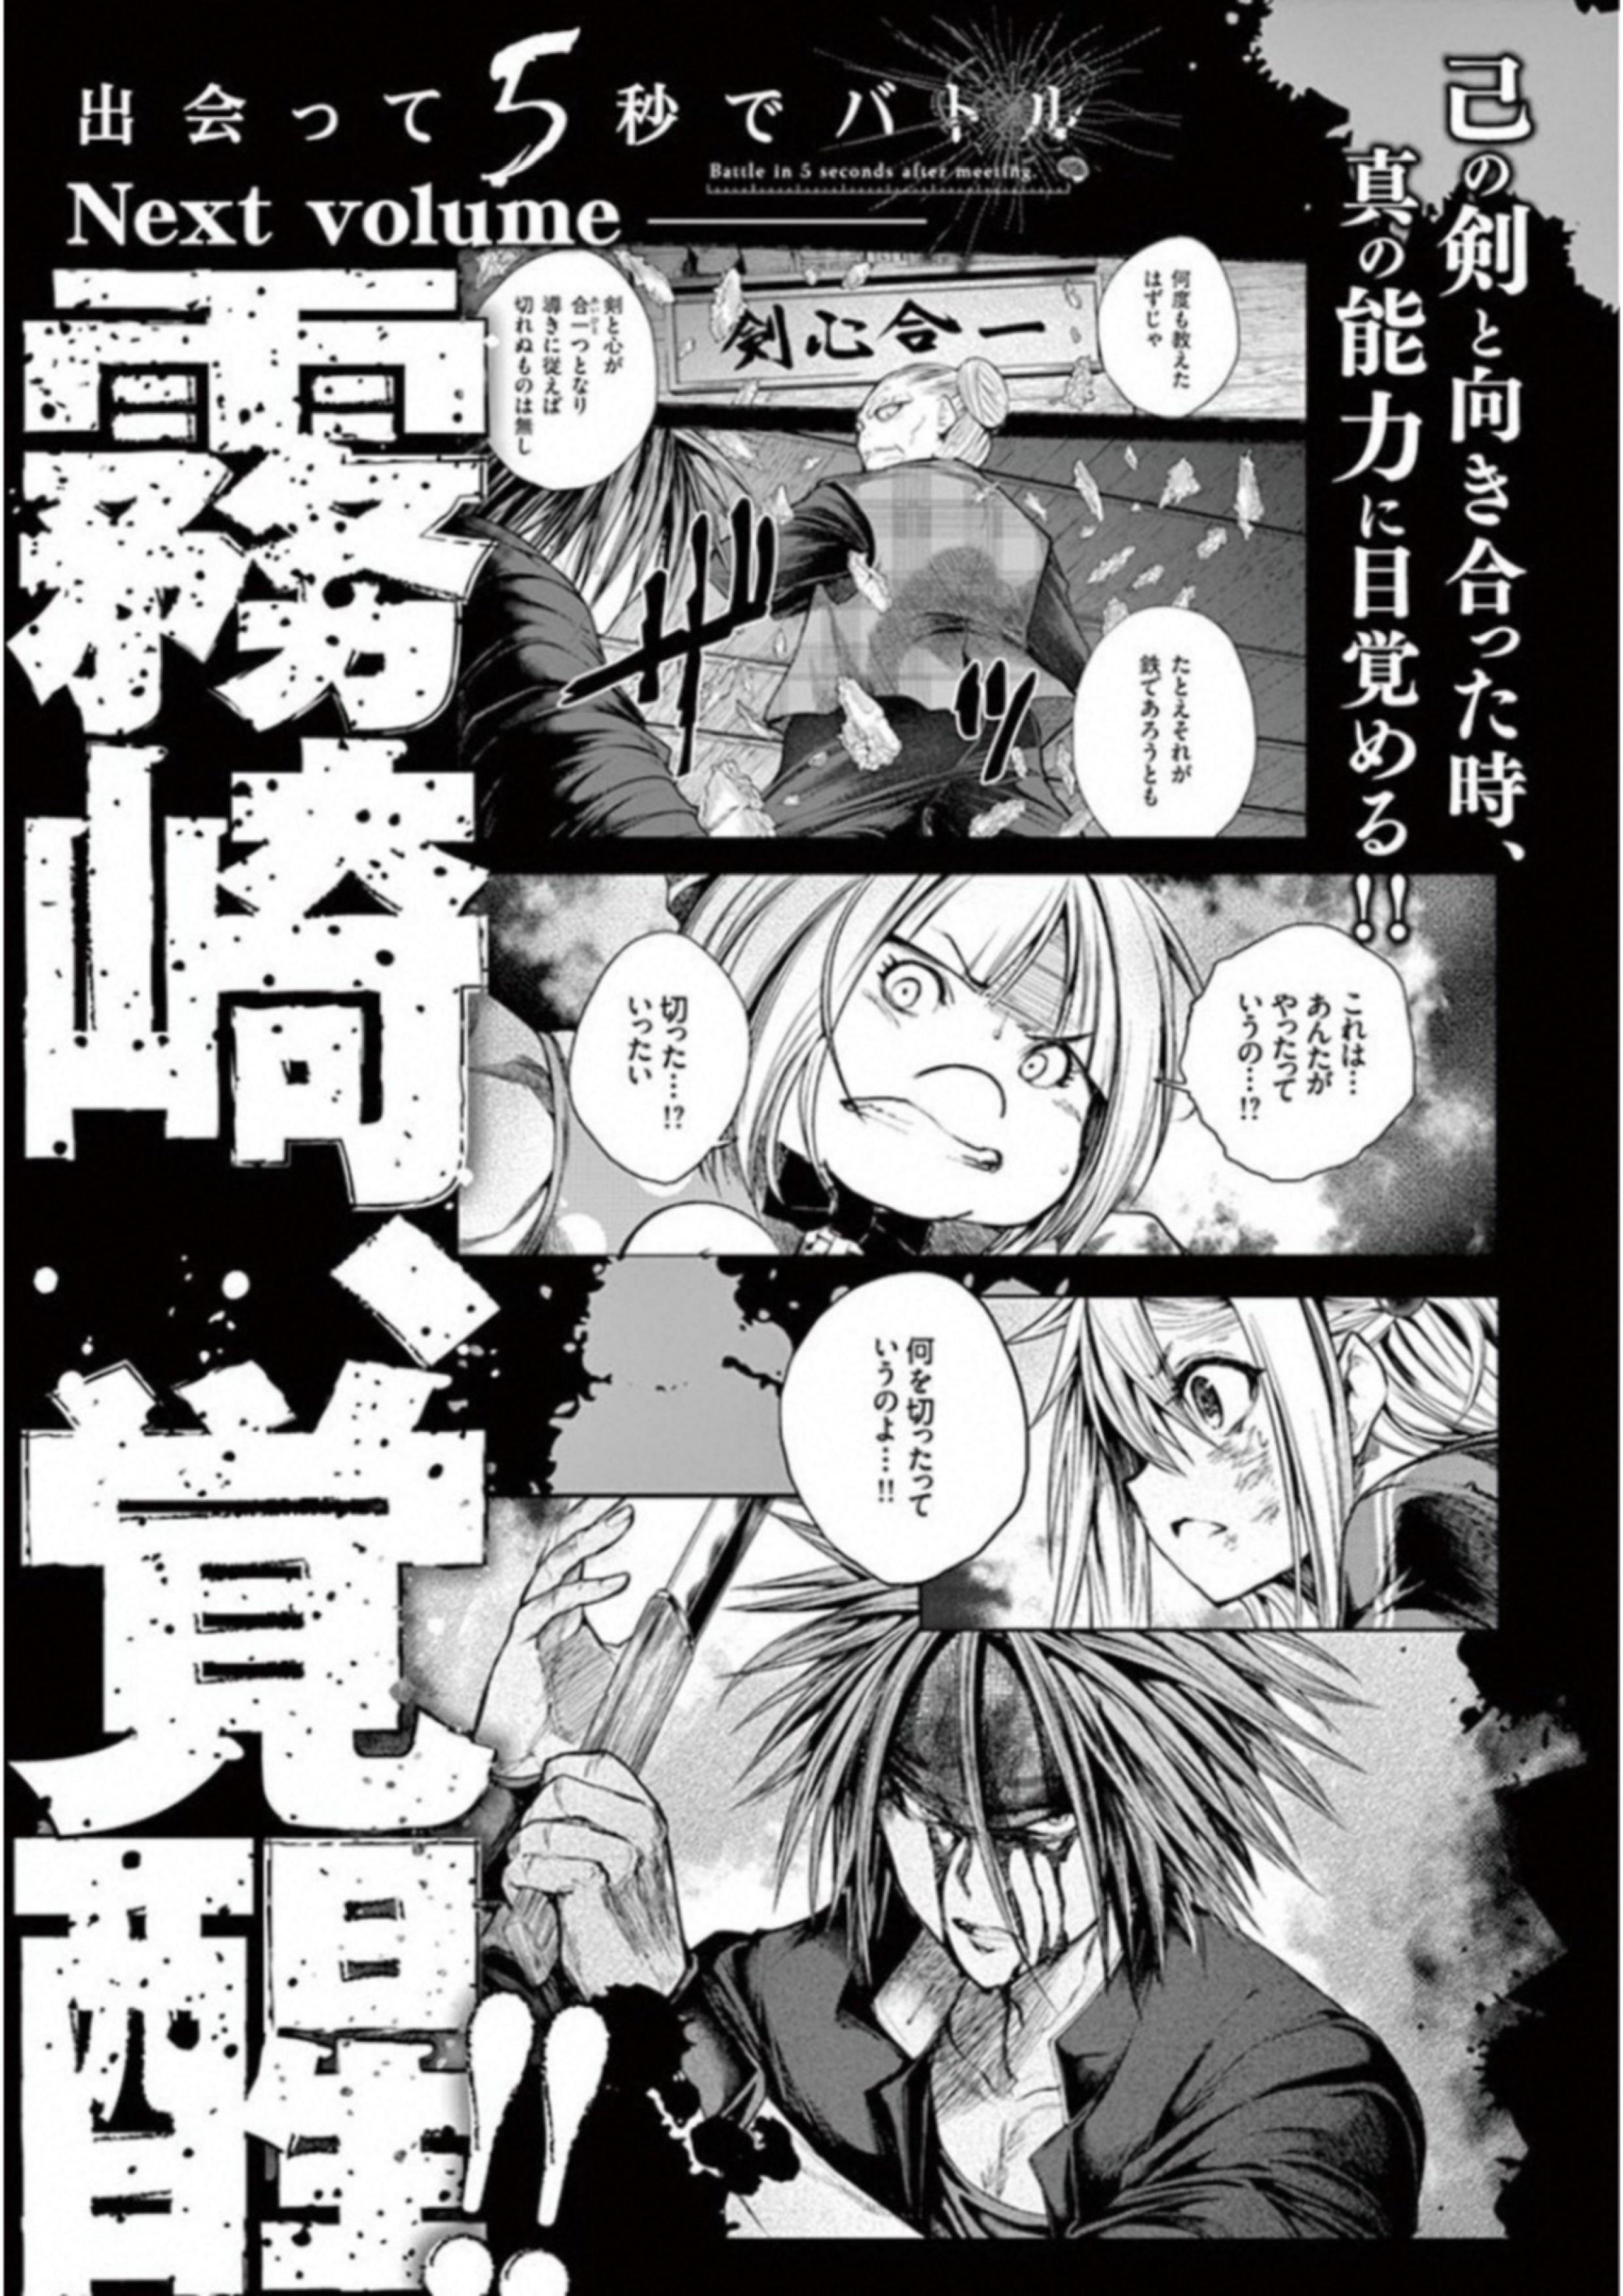 出会って5秒でバトル
Battle in 5 seconds after meeting
Next volume
己の剣と向き合った時、
真の能力に目覚める!!
何度も教えた
はずじゃ
剣心合一
剣と心が
合一つとなり
導きに従えば
切れぬものは無し
ザッ
たとえそれが
鉄であろうとも
これは…
あんたが
やったって
いうの…!?
切った…!?
いったい
何を切ったって
いうのよ…!!
霧崎、覚醒!!